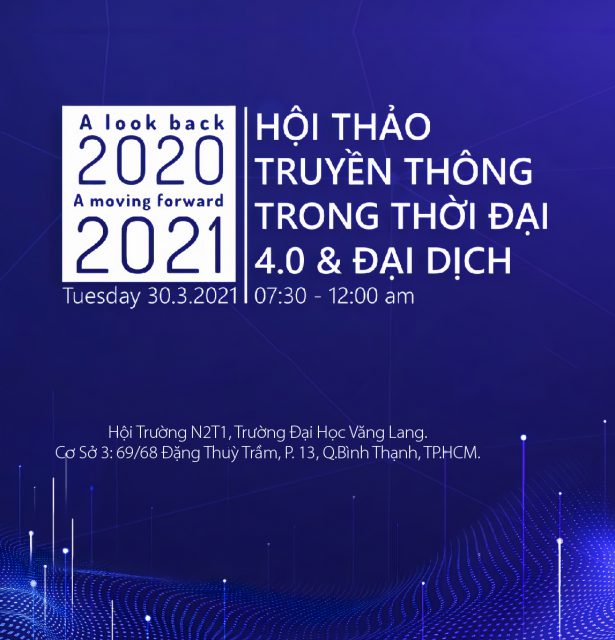 A look back
2020
A moving forward
2021
Tuesday 30.3.2021
HỘI THẢO
TRUYỀN THÔNG
TRONG THỜI ĐẠI
4.0 & ĐẠI DỊCH
07:30 - 12:00 am
Hội Trường N2T1, Trường Đại Học Văng Lang.
Cơ Sở 3: 69/68 Đặng Thuỳ Trầm, P. 13, Q.Bình Thạnh, TP.HCM.